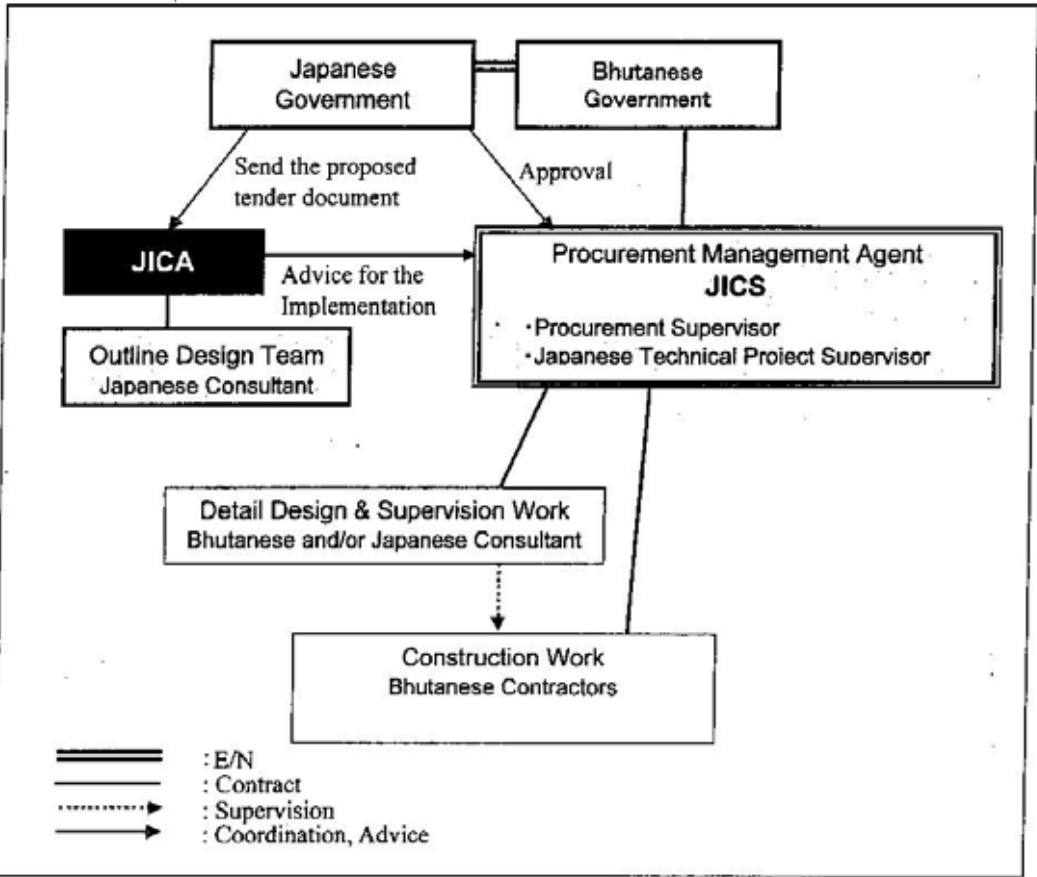 Japanese
Government
Bhutanese
Government
Send the proposed
tender document
Approval
JICA
Advice for the
Implementation
Procurement Management Agent
JICS
·Procurement Supervisor
·Japanese Technical Project Supervisor
Outline Design Team
Japanese Consultant
Detail Design & Supervision Work
Bhutanese and/or Japanese Consultant
Construction Work
Bhutanese Contractors
: E/N
: Contract
: Supervision
: Coordination, Advice